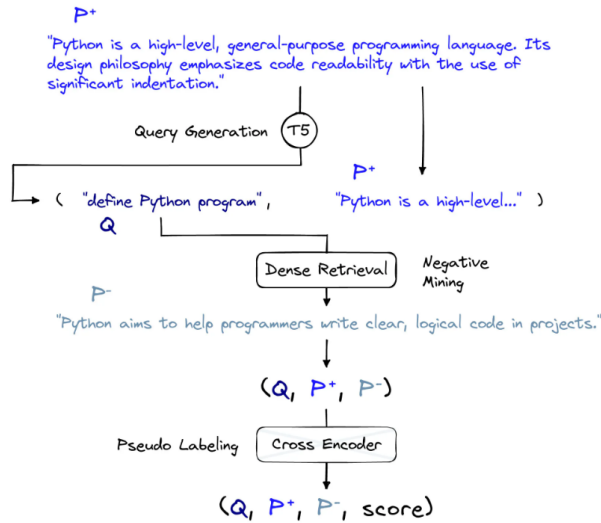 P+
"Python is a high-level, general-purpose programming language. Its
design philosophy emphasizes code readability with the use of
significant indentation."
Query Generation T5
P+
( "define Python program", "Python is a high-level..." )
Q
Dense Retrieval
Negative
Mining
P-
"Python aims to help programmers write clear, logical code in projects."
(Q, P+, P-)
Pseudo Labeling Cross Encoder
(Q, P+, P-, score)